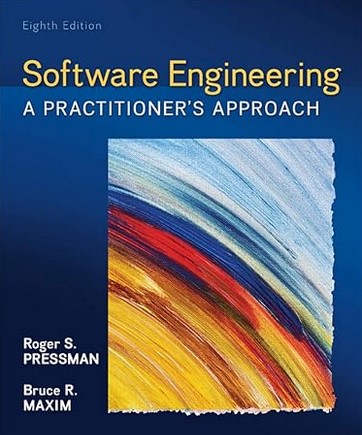 Eighth Edition
Software Engineering
A PRACTITIONER'S APPROACH
Roger S.
PRESSMAN
Bruce R.
MAXIM